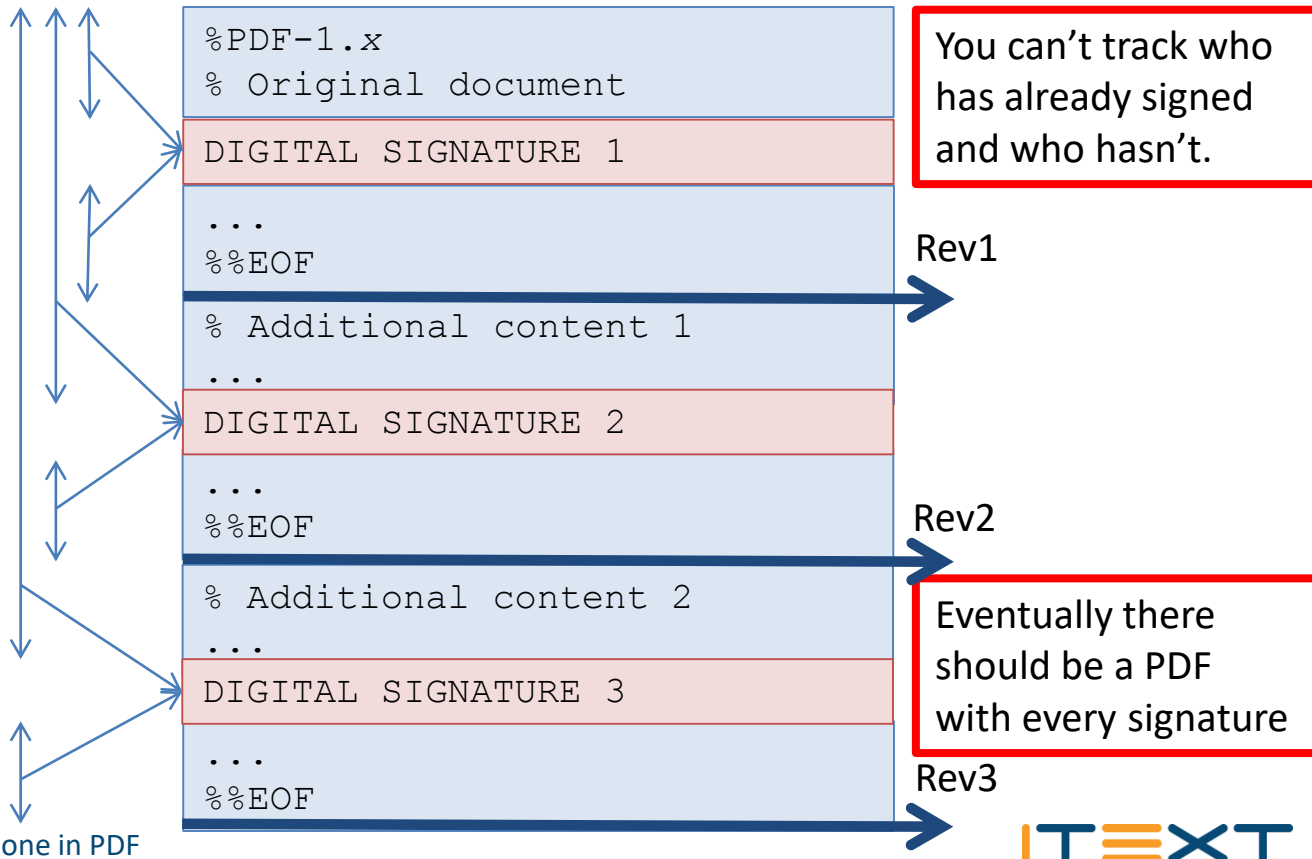 %PDF-1.x
% Original document
DIGITAL SIGNATURE 1
...
%%EOF
% Additional content 1
...
DIGITAL SIGNATURE 2
...
%%EOF
% Additional content 2
...
DIGITAL SIGNATURE 3
...
%%EOF
You can’t track who
has already signed
and who hasn’t.
Rev1
Rev2
Eventually there
should be a PDF
with every signature
Rev3
one in PDF
ITEXT